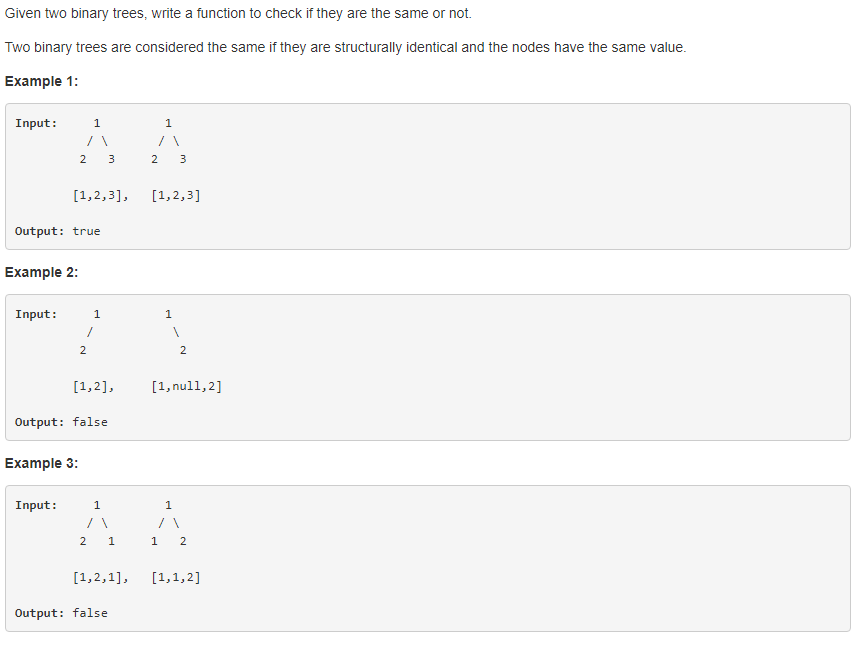 Given two binary trees, write a function to check if they are the same or not.
Two binary trees are considered the same if they are structurally identical and the nodes have the same value.
Example 1:
Input:     1         1
          / \       / \
         2   3     2   3
        [1,2,3],   [1,2,3]
Output: true
Example 2:
Input:     1         1
          /           \
         2             2
        [1,2],     [1,null,2]
Output: false
Example 3:
Input:     1         1
          / \       / \
         2   1     1   2
        [1,2,1],   [1,1,2]
Output: false